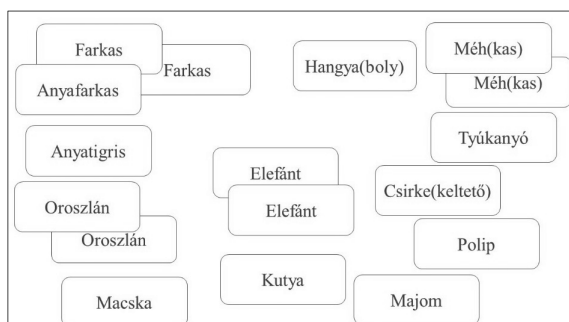 Farkas
Farkas
Anyafarkas
Hangya(boly)
Méh(kas)
Méh(kas)
Tyúkanyó
Anyatigris
Elefánt
Elefánt
Csirke(keltető)
Oroszlán
Oroszlán
Polip
Kutya
Macska
Majom